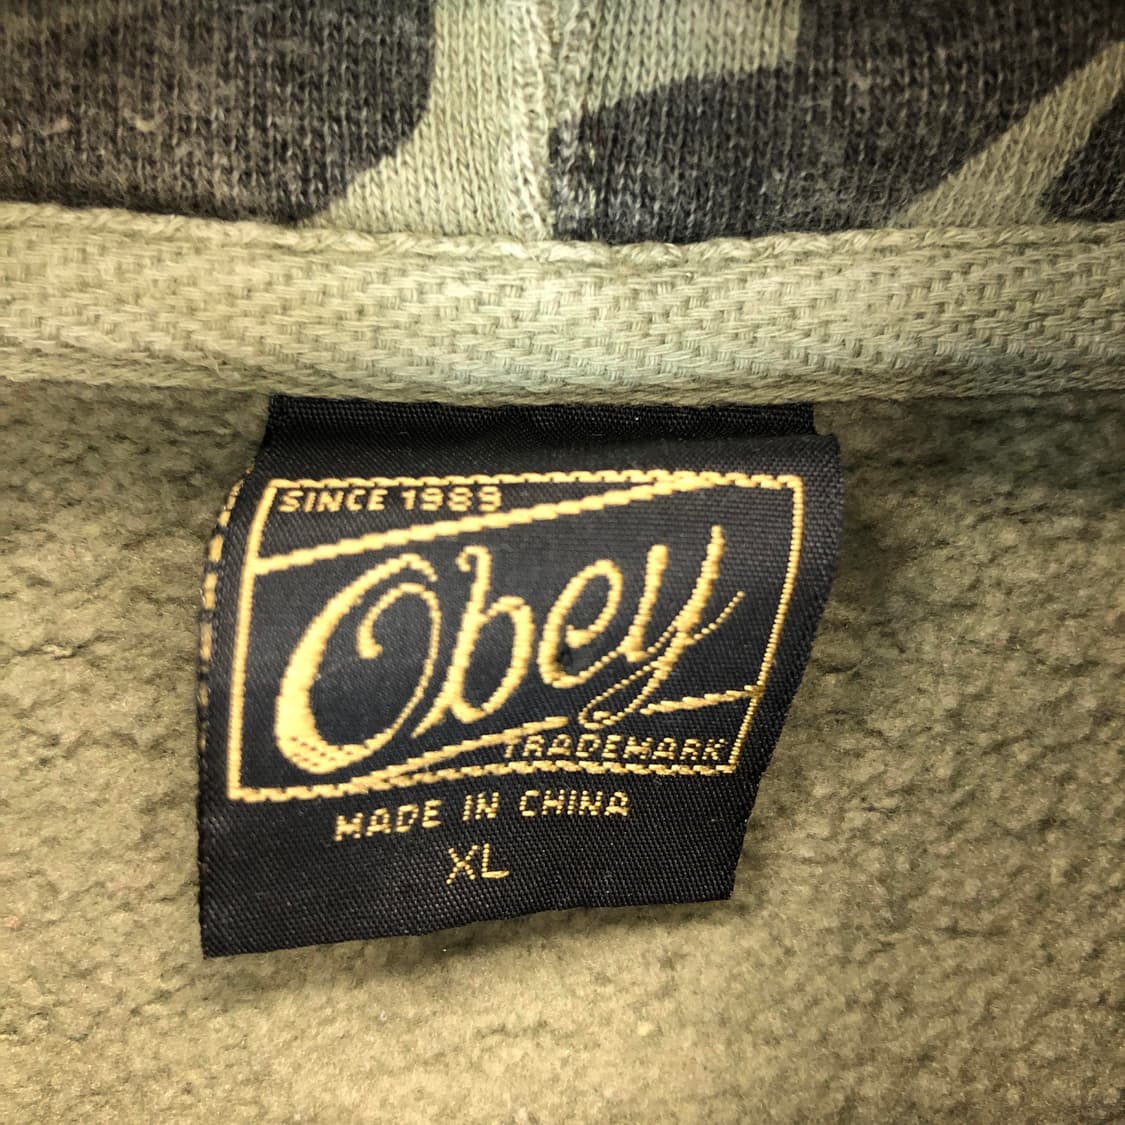 SINCE 1989
Obey
TRADEMARK
MADE IN CHINA
XL